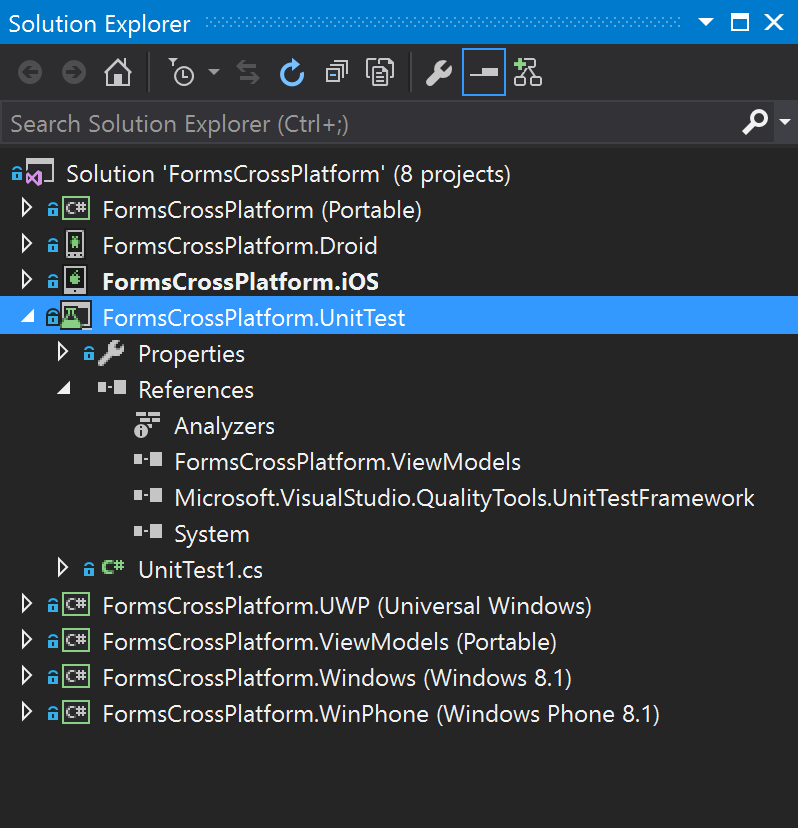 Solution Explorer
Search Solution Explorer (Ctrl+;)
Solution 'FormsCrossPlatform' (8 projects)
C# FormsCrossPlatform (Portable)
FormsCrossPlatform.Droid
FormsCrossPlatform.iOS
FormsCrossPlatform.UnitTest
Properties
References
Analyzers
FormsCrossPlatform.ViewModels
Microsoft.VisualStudio.QualityTools.UnitTestFramework
System
C# UnitTest1.cs
C# FormsCrossPlatform.UWP (Universal Windows)
C# FormsCrossPlatform.ViewModels (Portable)
C# FormsCrossPlatform.Windows (Windows 8.1)
C# FormsCrossPlatform.WinPhone (Windows Phone 8.1)